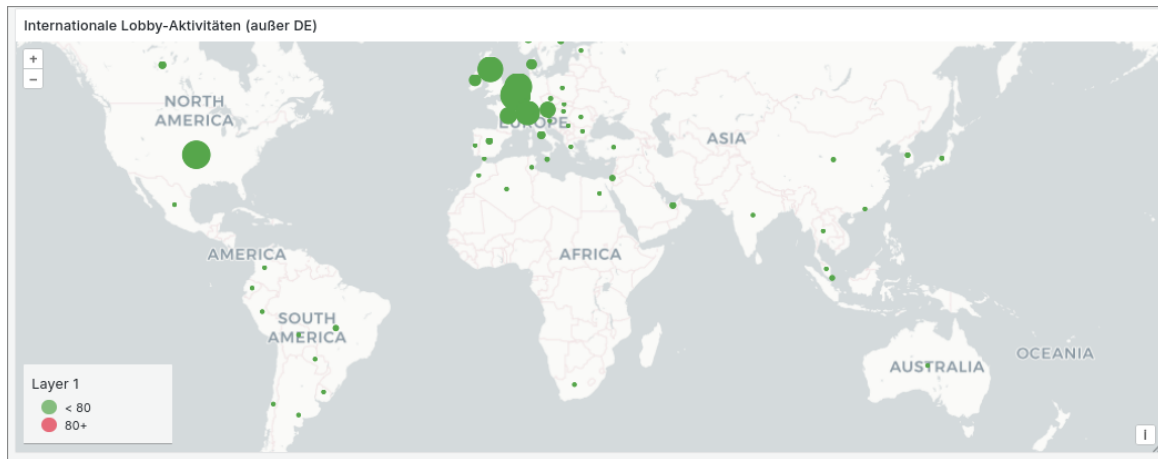 Internationale Lobby-Aktivitäten (außer DE)
+
−
NORTH
AMERICA
EUROPE
ASIA
AMERICA
AFRICA
SOUTH
AMERICA
OCEANIA
AUSTRALIA
Layer 1
< 80
80+
i